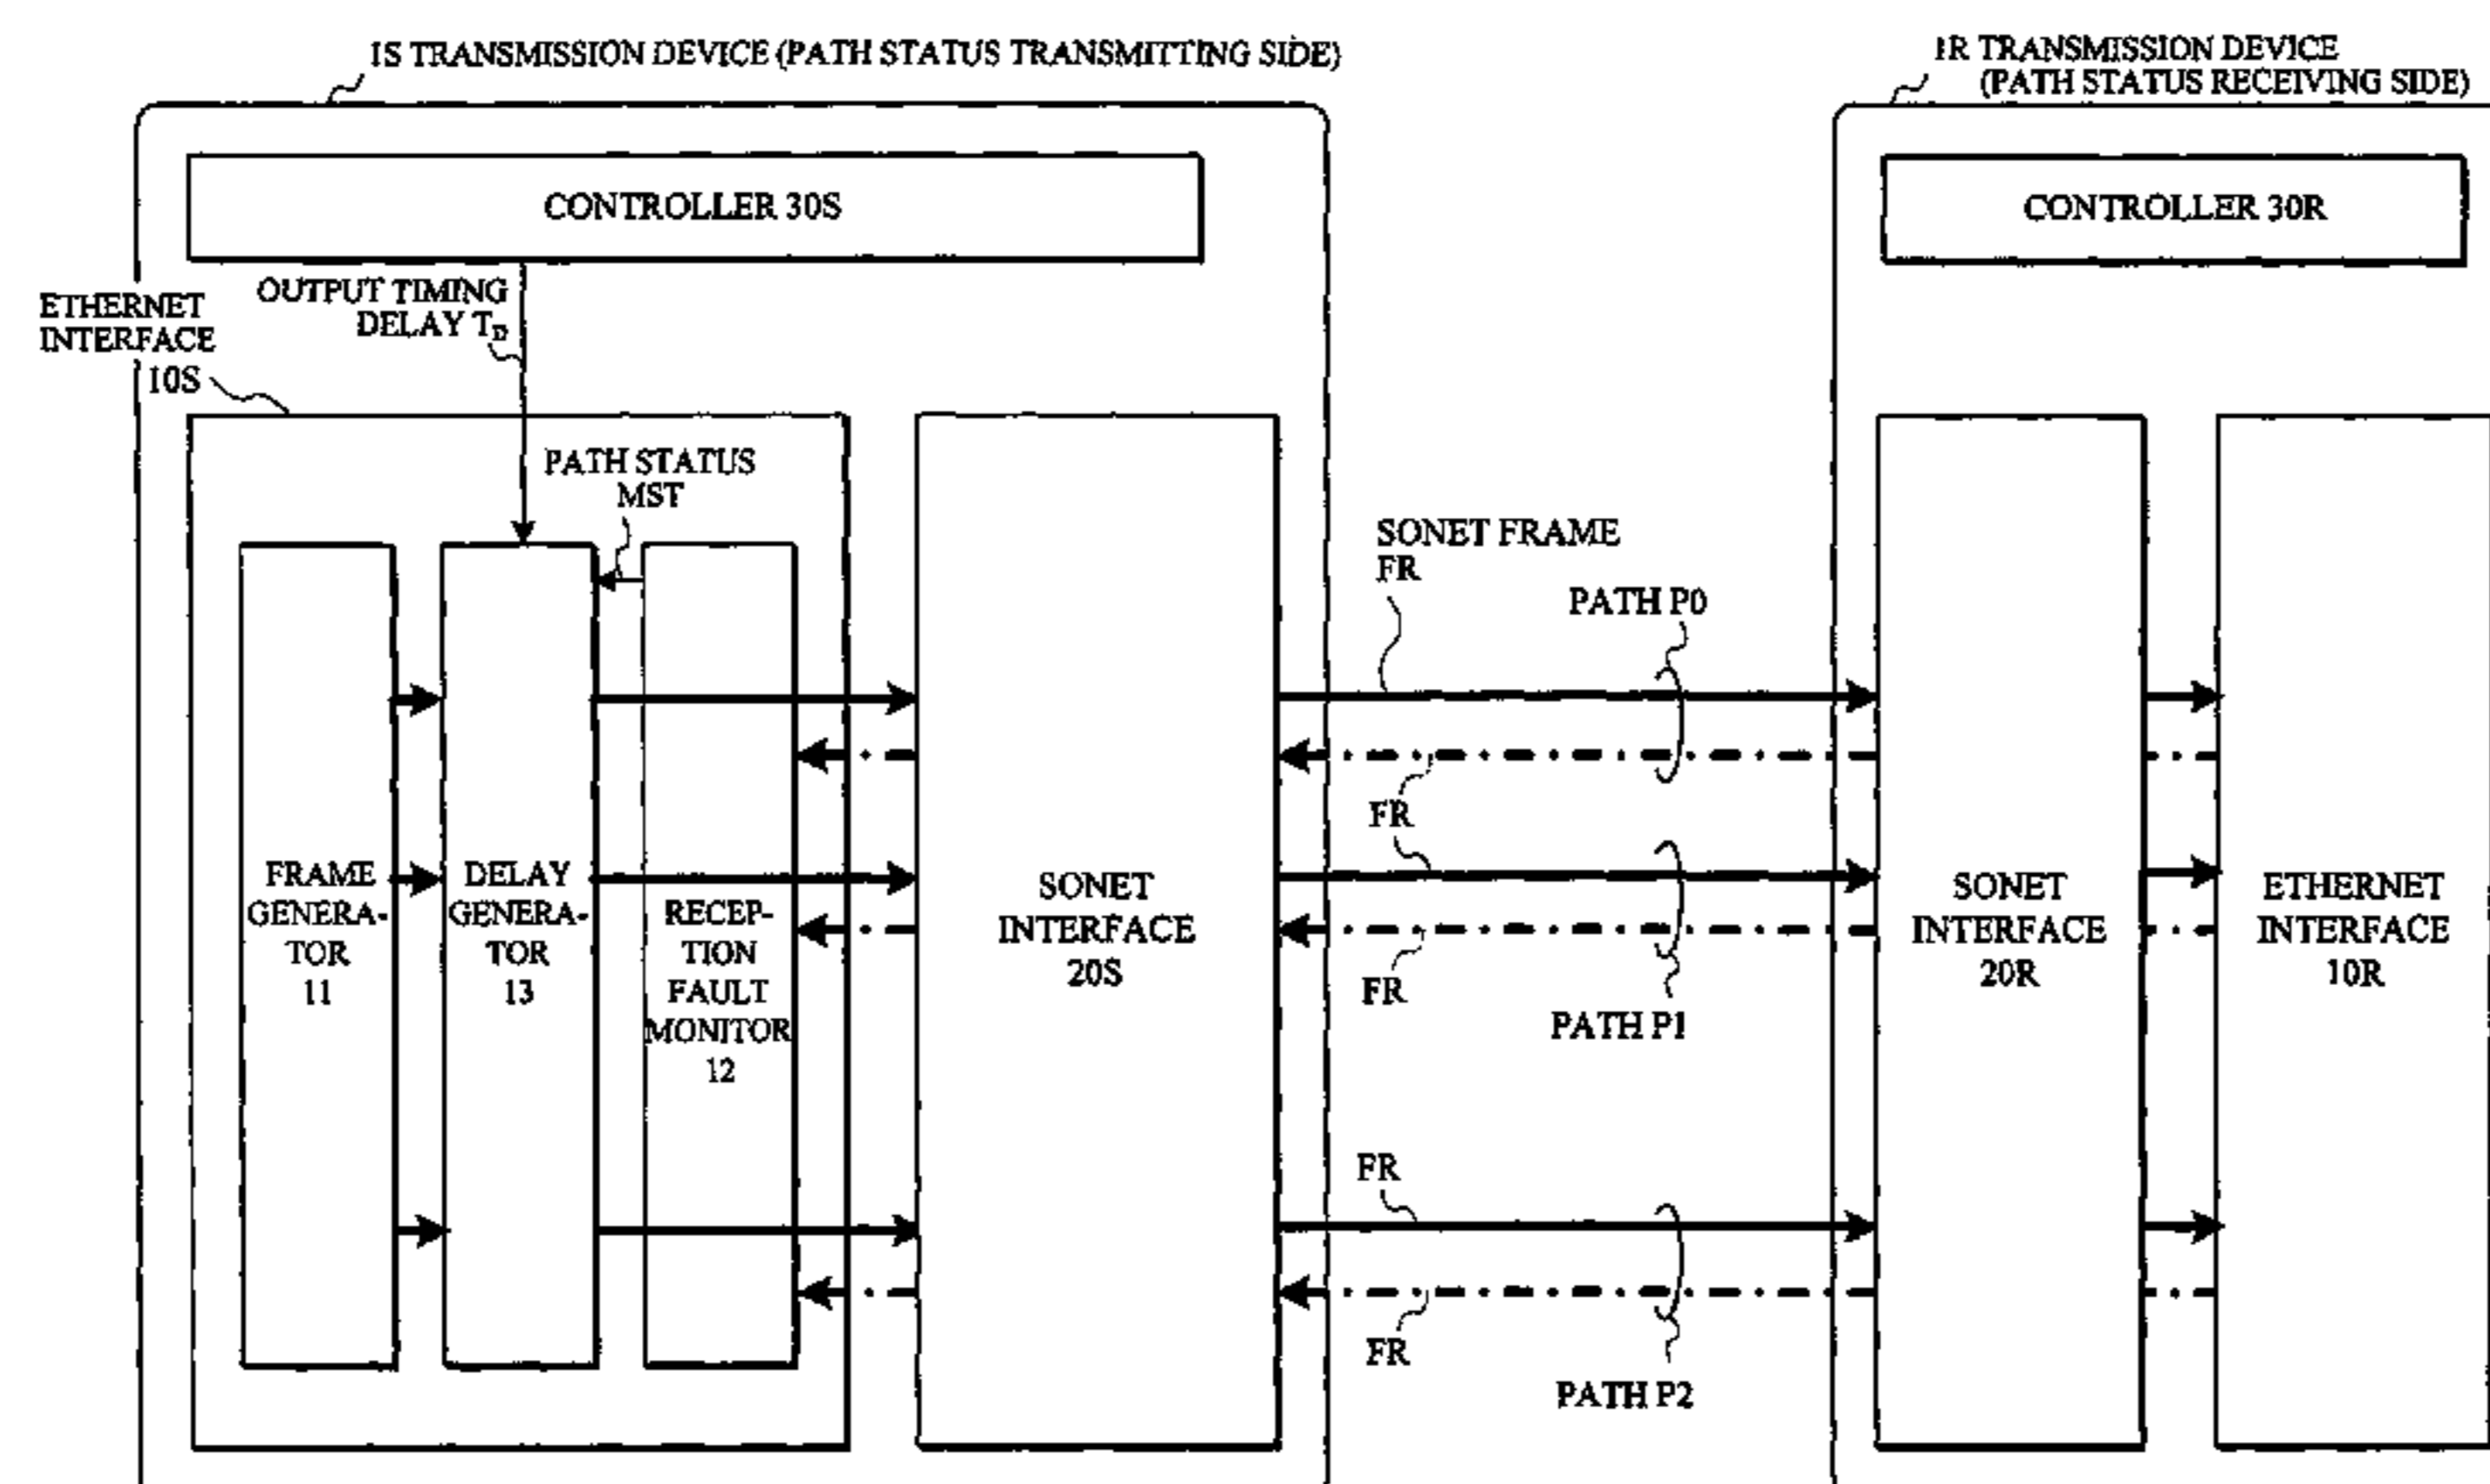 1S TRANSMISSION DEVICE (PATH STATUS TRANSMITTING SIDE)
1R TRANSMISSION DEVICE
(PATH STATUS RECEIVING SIDE)
CONTROLLER 30S
CONTROLLER 30R
OUTPUT TIMING
DELAY T_D
ETHERNET
INTERFACE
10S
PATH STATUS
MST
SONET FRAME
FR
PATH P0
FR
FRAME
GENERA-
TOR
11
DELAY
GENERA-
TOR
13
RECEP-
TION
FAULT
MONITOR
12
SONET
INTERFACE
20S
FR
PATH P1
SONET
INTERFACE
20R
ETHERNET
INTERFACE
10R
FR
FR
PATH P2